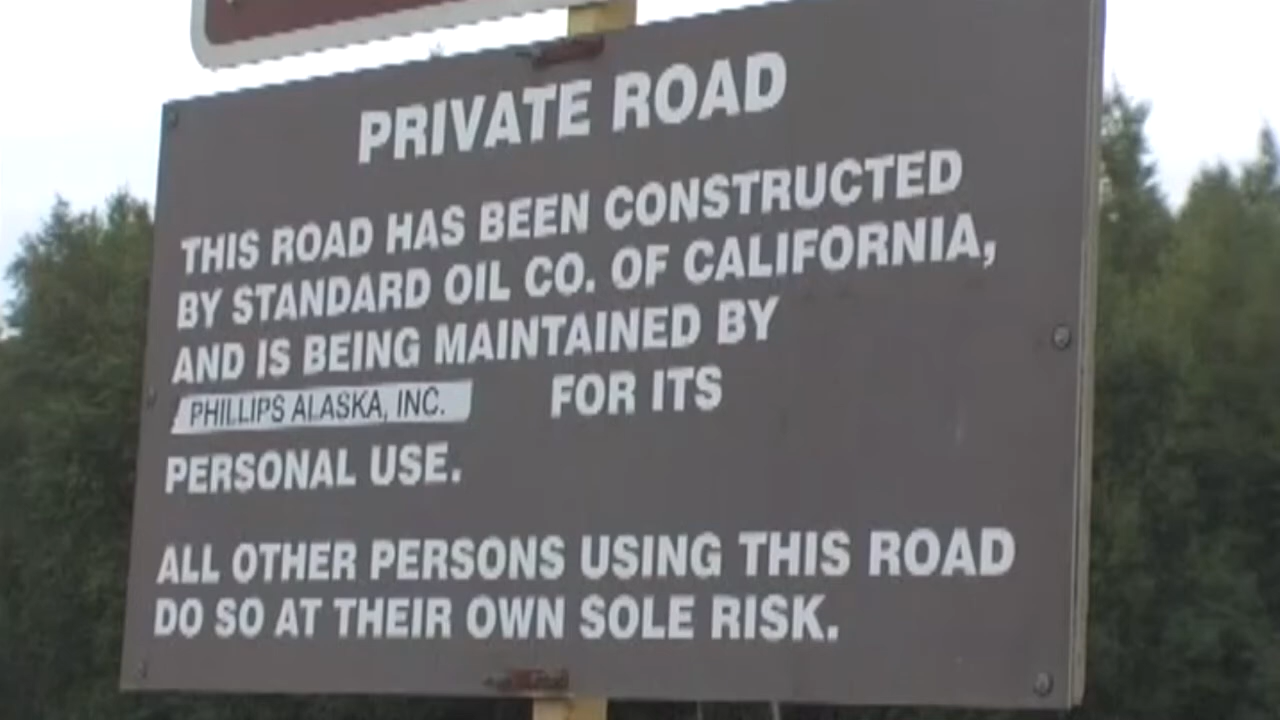 PRIVATE ROAD
THIS ROAD HAS BEEN CONSTRUCTED
BY STANDARD OIL CO. OF CALIFORNIA,
AND IS BEING MAINTAINED BY
PHILLIPS ALASKA, INC. FOR ITS
PERSONAL USE.
ALL OTHER PERSONS USING THIS ROAD
DO SO AT THEIR OWN SOLE RISK.